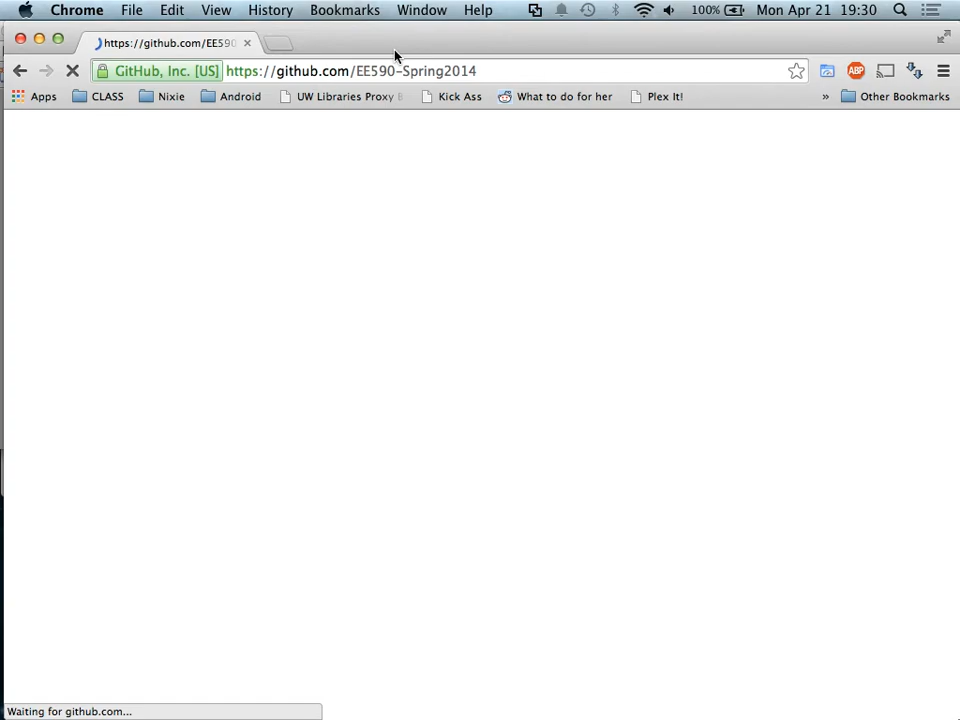 Chrome File Edit View History Bookmarks Window Help 100% Mon Apr 21 19:30
https://github.com/EE590
GitHub, Inc. [US] https://github.com/EE590-Spring2014 ABP
Apps CLASS Nixie Android UW Libraries Proxy B Kick Ass What to do for her Plex It! » Other Bookmarks
Waiting for github.com...